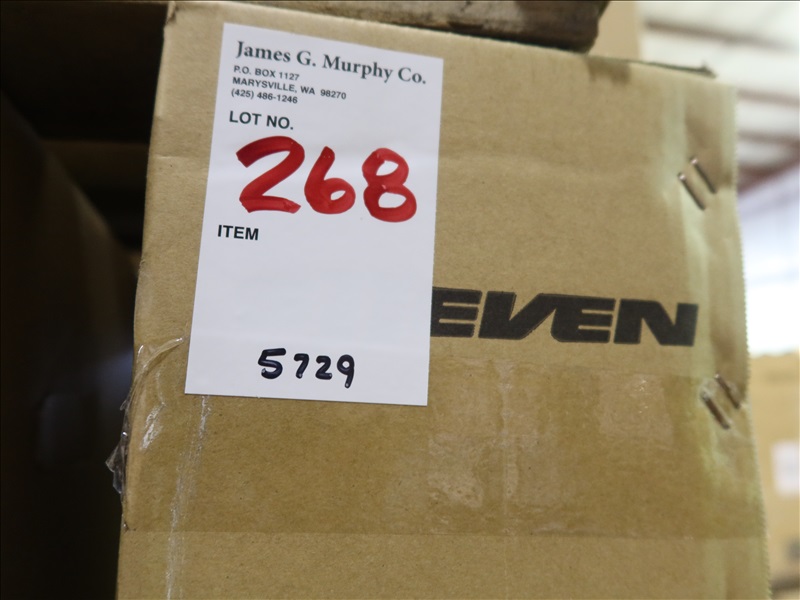 James G. Murphy Co.
P.O. BOX 1127
MARYSVILLE, WA 98270
(425) 486-1246
LOT NO.
268
ITEM
5729
EVEN